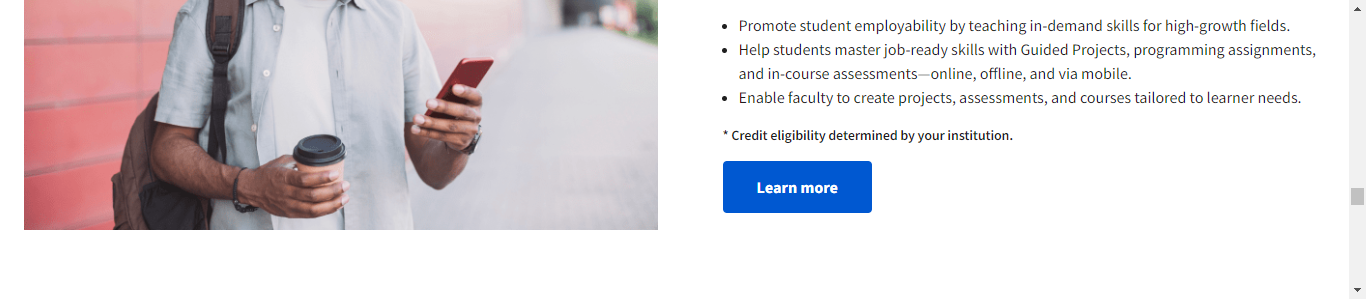 • Promote student employability by teaching in-demand skills for high-growth fields.
• Help students master job-ready skills with Guided Projects, programming assignments,
and in-course assessments—online, offline, and via mobile.
• Enable faculty to create projects, assessments, and courses tailored to learner needs.
* Credit eligibility determined by your institution.
Learn more